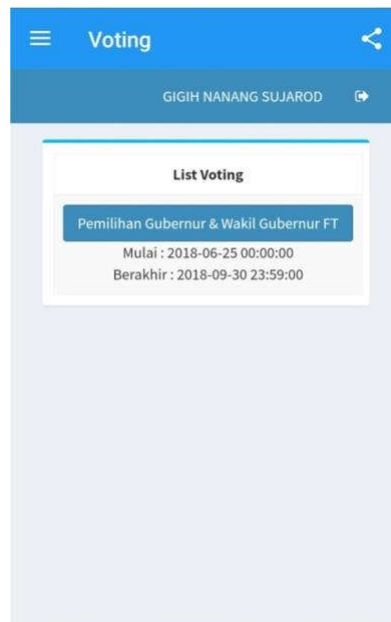 Voting
GIGIH NANANG SUJAROD
List Voting
Pemilihan Gubernur & Wakil Gubernur FT
Mulai : 2018-06-25 00:00:00
Berakhir : 2018-09-30 23:59:00